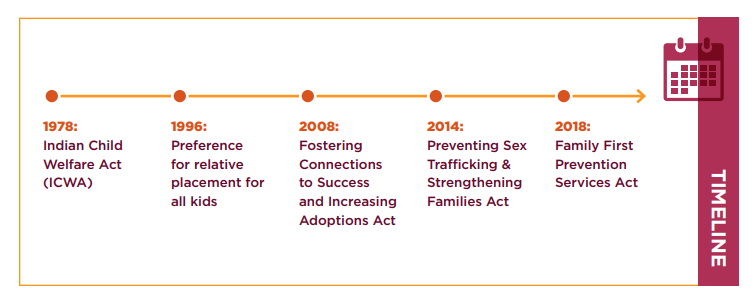 1978:
Indian Child
Welfare Act
(ICWA)
1996:
Preference
for relative
placement for
all kids
2008:
Fostering
Connections
to Success
and Increasing
Adoptions Act
2014:
Preventing Sex
Trafficking &
Strengthening
Families Act
2018:
Family First
Prevention
Services Act
TIMELINE